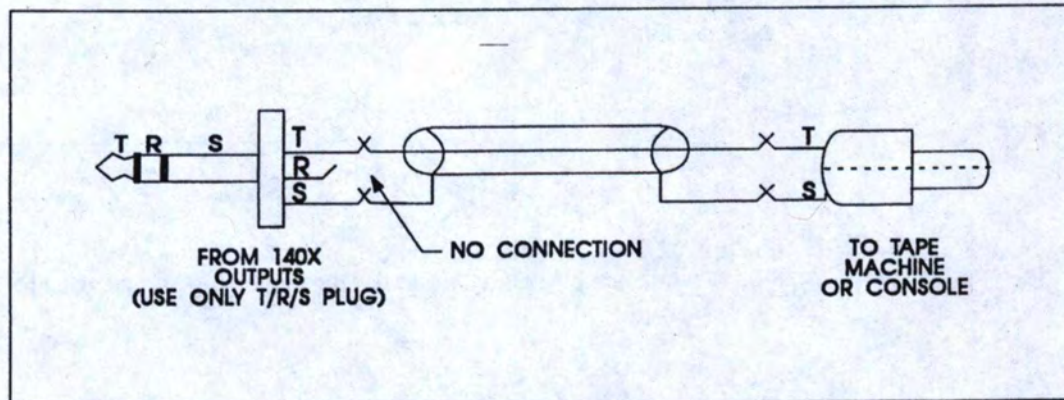 T R S
T
R
S
FROM 140X
OUTPUTS
(USE ONLY T/R/S PLUG)
NO CONNECTION
T
S
TO TAPE
MACHINE
OR CONSOLE